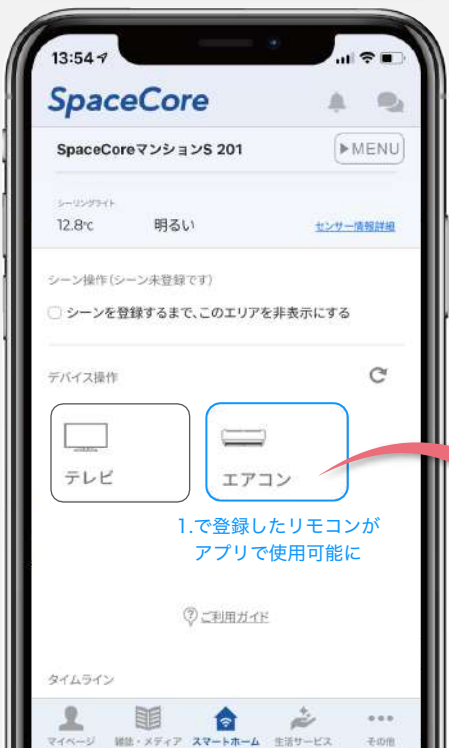 13:54
SpaceCore
SpaceCoreマンションS 201
▶MENU
シーリングライト
12.8℃ 明るい センサー情報詳細
シーン操作(シーン未登録です)
シーンを登録するまで、このエリアを非表示にする
デバイス操作
テレビ エアコン
1.で登録したリモコンが
アプリで使用可能に
? ご利用ガイド
タイムライン
マイページ 雑誌・メディア スマートホーム 生活サービス その他